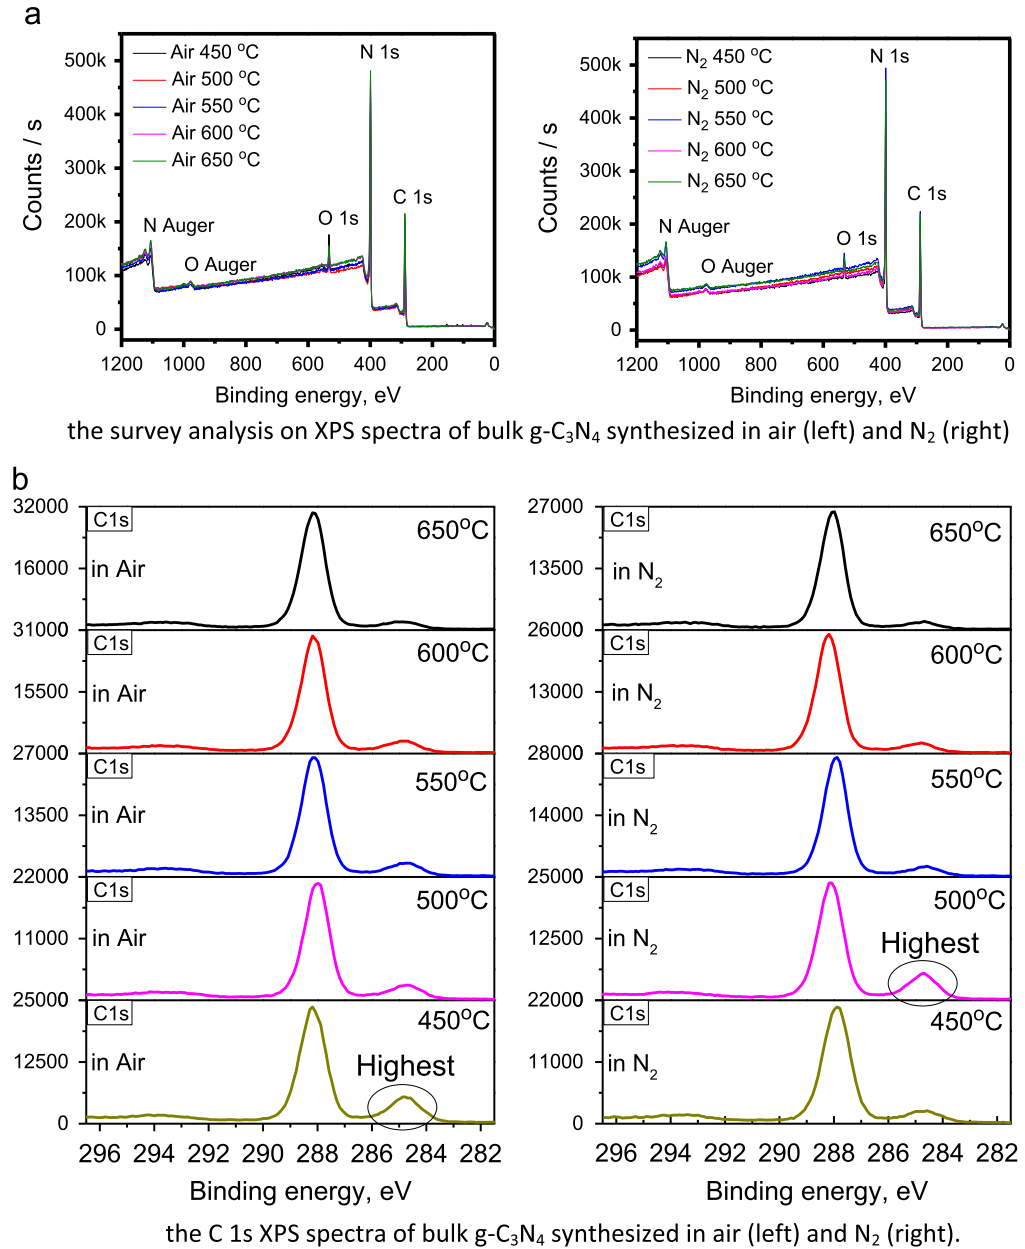 a
Air 450 °C
Air 500 °C
Air 550 °C
Air 600 °C
Air 650 °C
N 1s
C 1s
O 1s
N Auger
O Auger
500k
400k
300k
200k
100k
0
1200 1000 800 600 400 200 0
Counts / s
Binding energy, eV
N₂ 450 °C
N₂ 500 °C
N₂ 550 °C
N₂ 600 °C
N₂ 650 °C
N 1s
C 1s
O 1s
N Auger
O Auger
500k
400k
300k
200k
100k
0
1200 1000 800 600 400 200 0
Counts / s
Binding energy, eV
the survey analysis on XPS spectra of bulk g-C₃N₄ synthesized in air (left) and N₂ (right)
b
32000
C1s
650°C
16000
in Air
31000
C1s
600°C
15500
in Air
27000
C1s
550°C
13500
in Air
22000
C1s
500°C
11000
in Air
25000
C1s
450°C
12500
in Air
Highest
0
296 294 292 290 288 286 284 282
Binding energy, eV
27000
C1s
650°C
13500
in N₂
26000
C1s
600°C
13000
in N₂
28000
C1s
550°C
14000
in N₂
25000
C1s
500°C
12500
in N₂
Highest
22000
C1s
450°C
11000
in N₂
0
296 294 292 290 288 286 284 282
Binding energy, eV
the C 1s XPS spectra of bulk g-C₃N₄ synthesized in air (left) and N₂ (right).